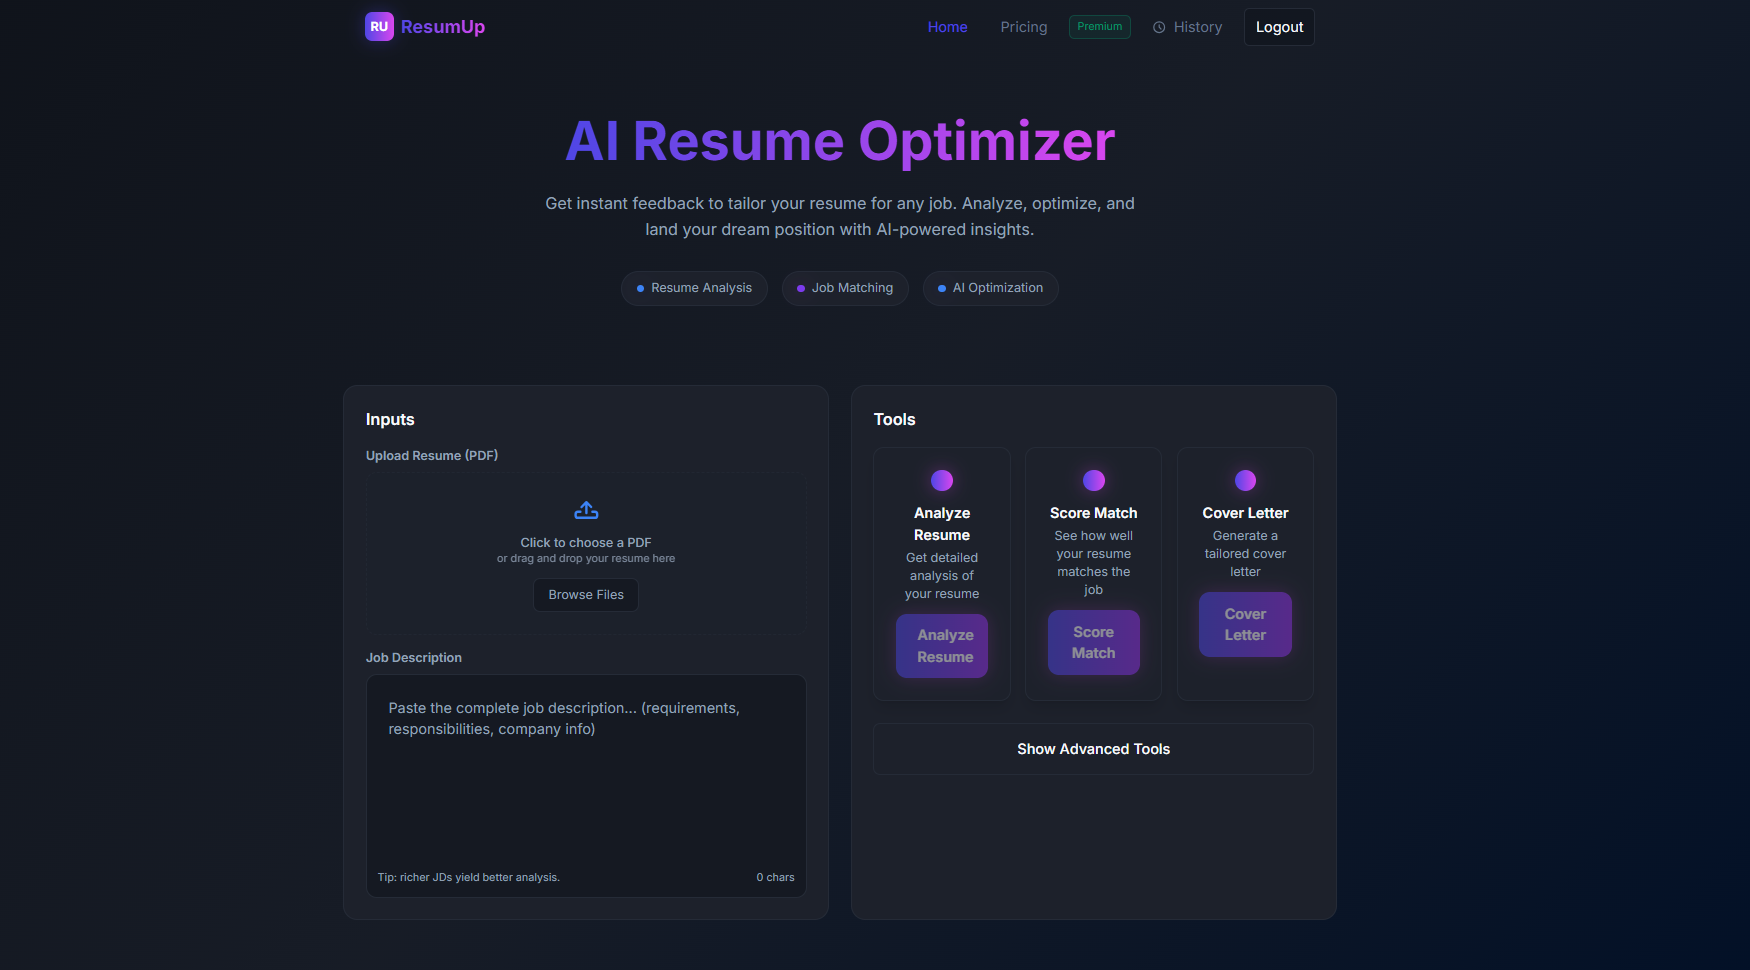 RU ResumUp
Home
Pricing
Premium
History
Logout
AI Resume Optimizer
Get instant feedback to tailor your resume for any job. Analyze, optimize, and
land your dream position with AI-powered insights.
Resume Analysis
Job Matching
AI Optimization
Inputs
Upload Resume (PDF)
Click to choose a PDF
or drag and drop your resume here
Browse Files
Job Description
Paste the complete job description... (requirements,
responsibilities, company info)
Tip: richer JDs yield better analysis.
0 chars
Tools
Analyze
Resume
Get detailed
analysis of
your resume
Analyze
Resume
Score Match
See how well
your resume
matches the
job
Score
Match
Cover Letter
Generate a
tailored cover
letter
Cover
Letter
Show Advanced Tools